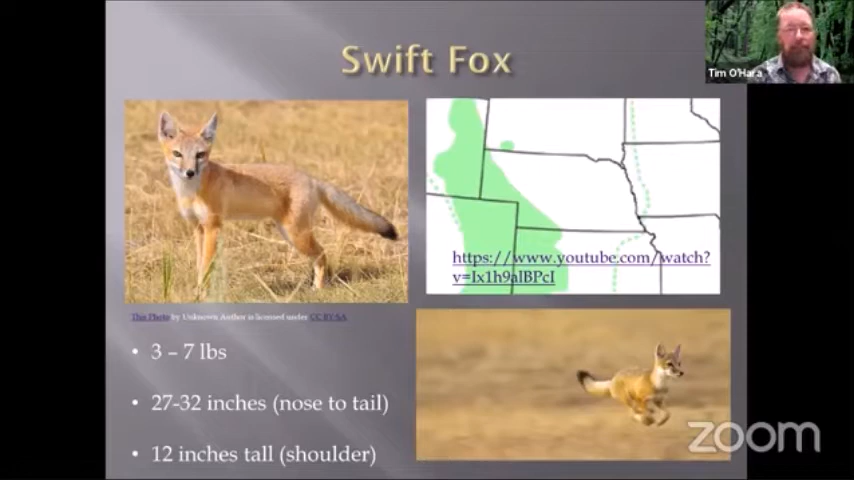 Swift Fox
Tim O'Hara
https://www.youtube.com/watch?
v=Ix1h9alBPcI
This Photo by Unknown Author is licensed under CC BY-SA
• 3 – 7 lbs
• 27-32 inches (nose to tail)
• 12 inches tall (shoulder)
zoom